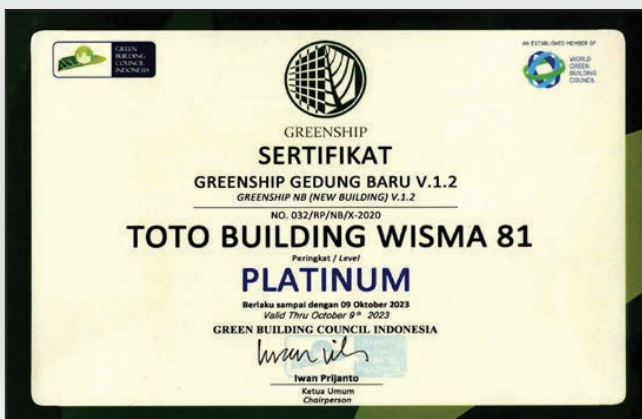 GREEN
BUILDING
COUNCIL
INDONESIA
AN ESTABLISHED MEMBER OF
WORLD
GREEN
BUILDING
COUNCIL
GREENSHIP
SERTIFIKAT
GREENSHIP GEDUNG BARU V.1.2
GREENSHIP NB (NEW BUILDING) V.1.2
NO. 032/RP/NB/X-2020
TOTO BUILDING WISMA 81
Peringkat / Level
PLATINUM
Berlaku sampai dengan 09 Oktober 2023
Valid Thru October 9th 2023
GREEN BUILDING COUNCIL INDONESIA
Iwan Prijanto
Ketua Umum
Chairperson